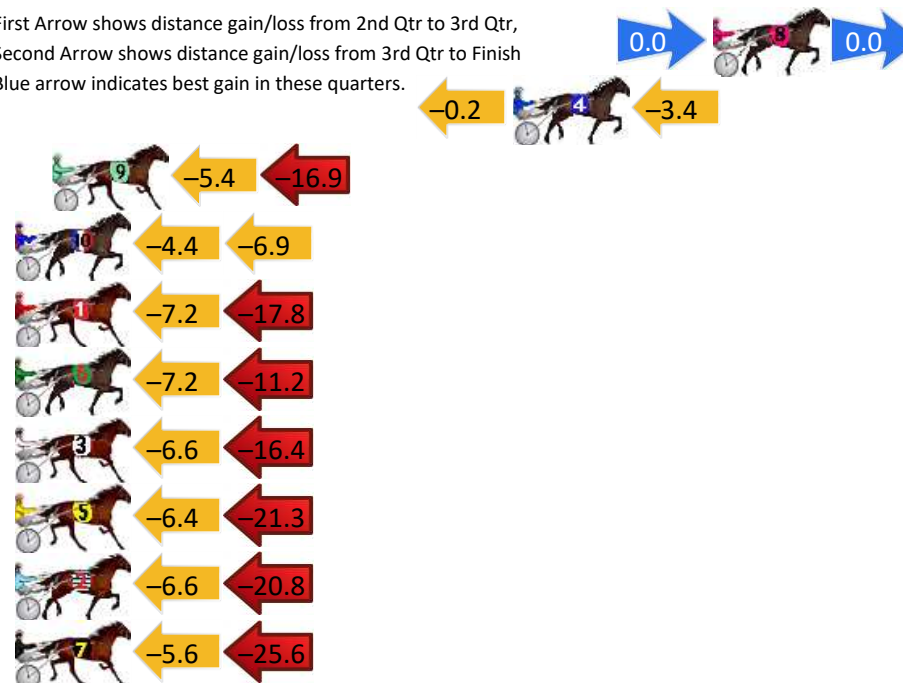 First Arrow shows distance gain/loss from 2nd Qtr to 3rd Qtr,
Second Arrow shows distance gain/loss from 3rd Qtr to Finish
Blue arrow indicates best gain in these quarters.
0.0 8 0.0
–0.2 4 –3.4
9 –5.4 –16.9
10 –4.4 –6.9
1 –7.2 –17.8
6 –7.2 –11.2
3 –6.6 –16.4
5 –6.4 –21.3
2 –6.6 –20.8
7 –5.6 –25.6